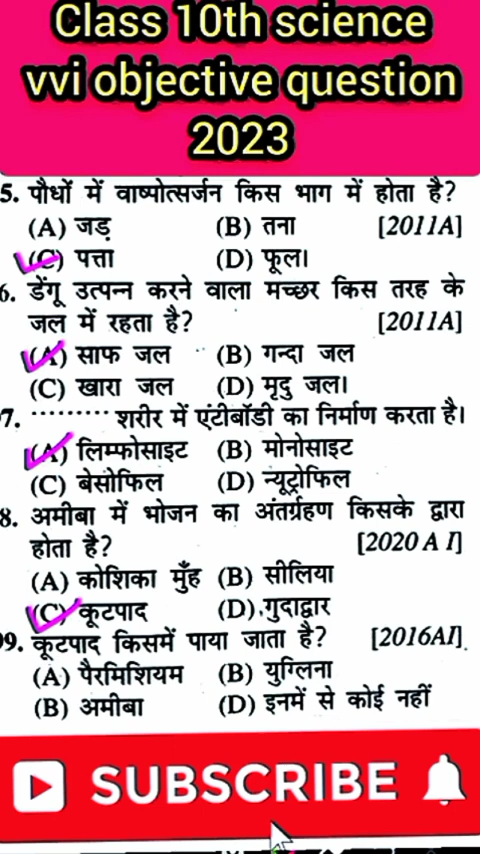 Class 10th science
vvi objective question
2023
5. पौधों में वाष्पोत्सर्जन किस भाग में होता है?
(A) जड़ (B) तना [2011A]
(C) पत्ता (D) फूल।
6. डेंगू उत्पन्न करने वाला मच्छर किस तरह के
जल में रहता है? [2011A]
(A) साफ जल (B) गन्दा जल
(C) खारा जल (D) मृदु जल।
7. ......... शरीर में एंटीबॉडी का निर्माण करता है।
(A) लिम्फोसाइट (B) मोनोसाइट
(C) बेसोफिल (D) न्यूट्रोफिल
8. अमीबा में भोजन का अंतर्ग्रहण किसके द्वारा
होता है? [2020 A I]
(A) कोशिका मुँह (B) सीलिया
(C) कूटपाद (D) गुदाद्वार
99. कूटपाद किसमें पाया जाता है? [2016AI]
(A) पैरमिशियम (B) युग्लिना
(B) अमीबा (D) इनमें से कोई नहीं
SUBSCRIBE